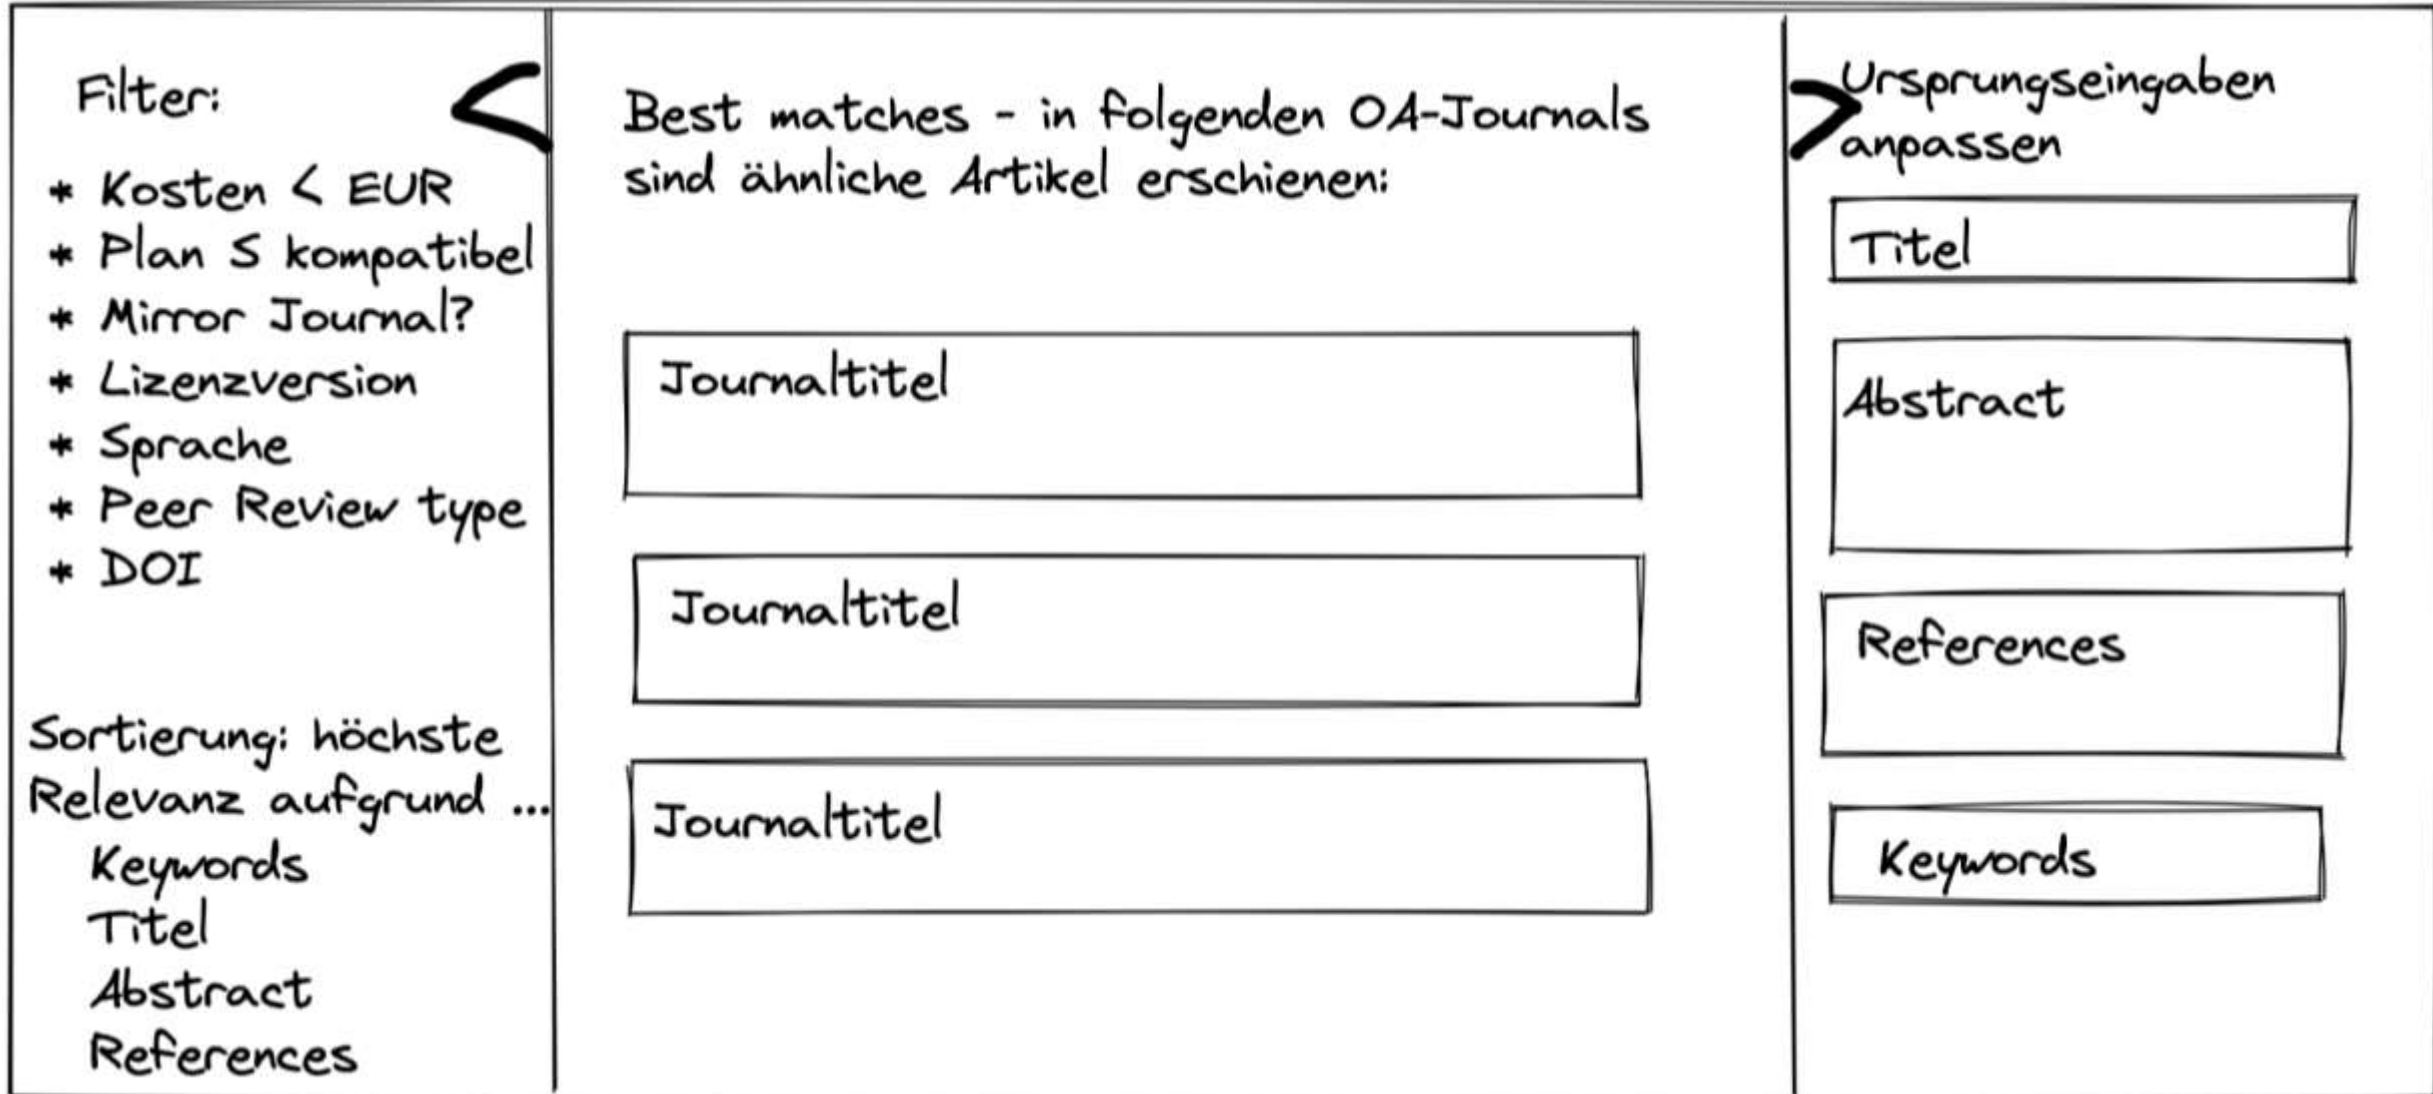 Filter:
* Kosten < EUR
* Plan S kompatibel
* Mirror Journal?
* Lizenzversion
* Sprache
* Peer Review type
* DOI
Sortierung: höchste
Relevanz aufgrund ...
Keywords
Titel
Abstract
References
Best matches - in folgenden OA-Journals
sind ähnliche Artikel erschienen:
Journaltitel
Journaltitel
Journaltitel
Ursprungseingaben
anpassen
Titel
Abstract
References
Keywords